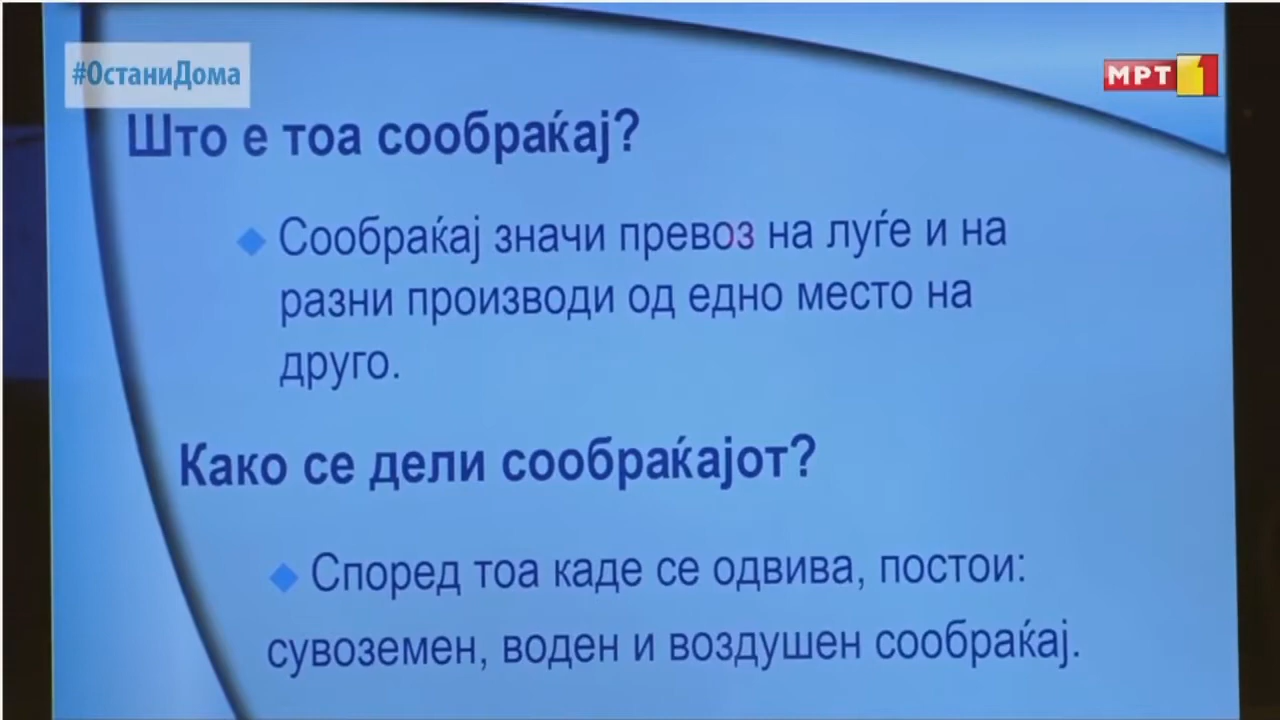 #ОстаниДома
МРТ 1
Што е тоа сообраќај?
Сообраќај значи превоз на луѓе и на
разни производи од едно место на
друго.
Како се дели сообраќајот?
Според тоа каде се одвива, постои:
сувоземен, воден и воздушен сообраќај.